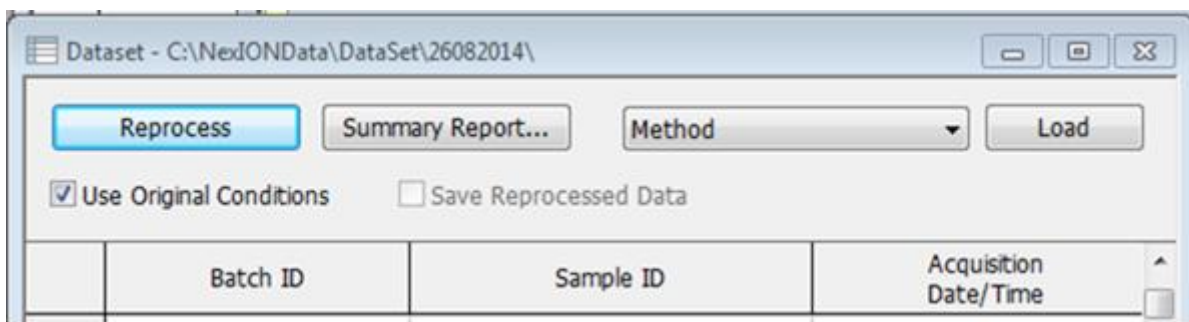 Dataset - C:\NexIONData\DataSet\26082014\
Reprocess Summary Report... Method Load
Use Original Conditions Save Reprocessed Data
Batch ID Sample ID Acquisition
Date/Time